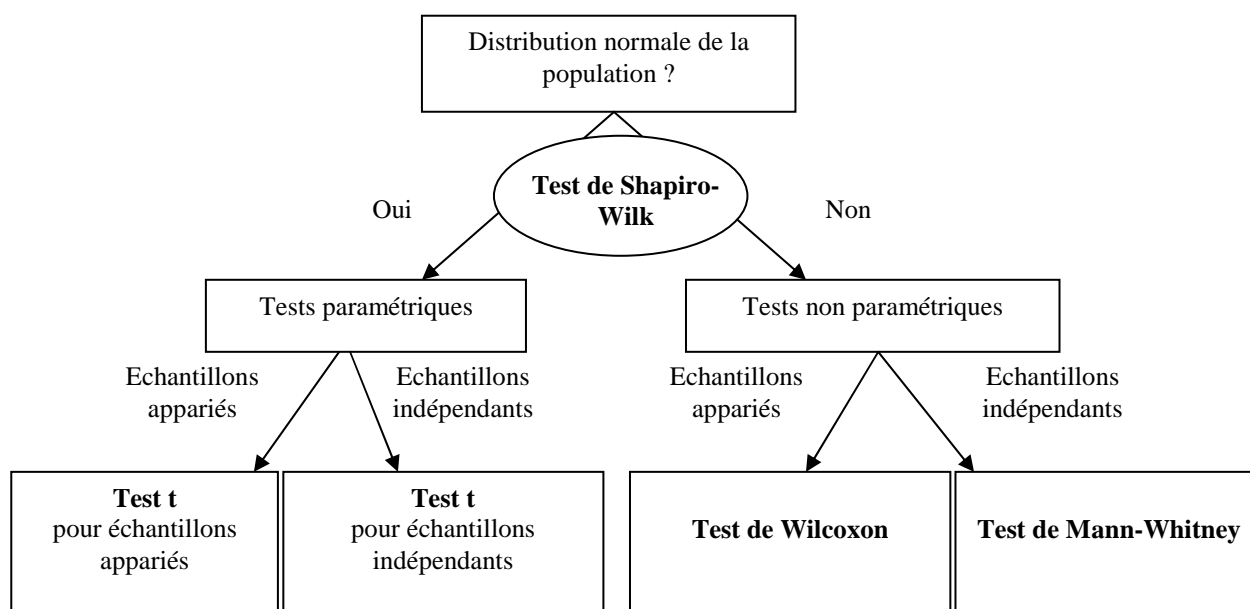 Distribution normale de la
population ?
Test de Shapiro-
Wilk
Oui
Non
Tests paramétriques
Tests non paramétriques
Echantillons
appariés
Echantillons
indépendants
Echantillons
appariés
Echantillons
indépendants
Test t
pour échantillons
appariés
Test t
pour échantillons
indépendants
Test de Wilcoxon
Test de Mann-Whitney